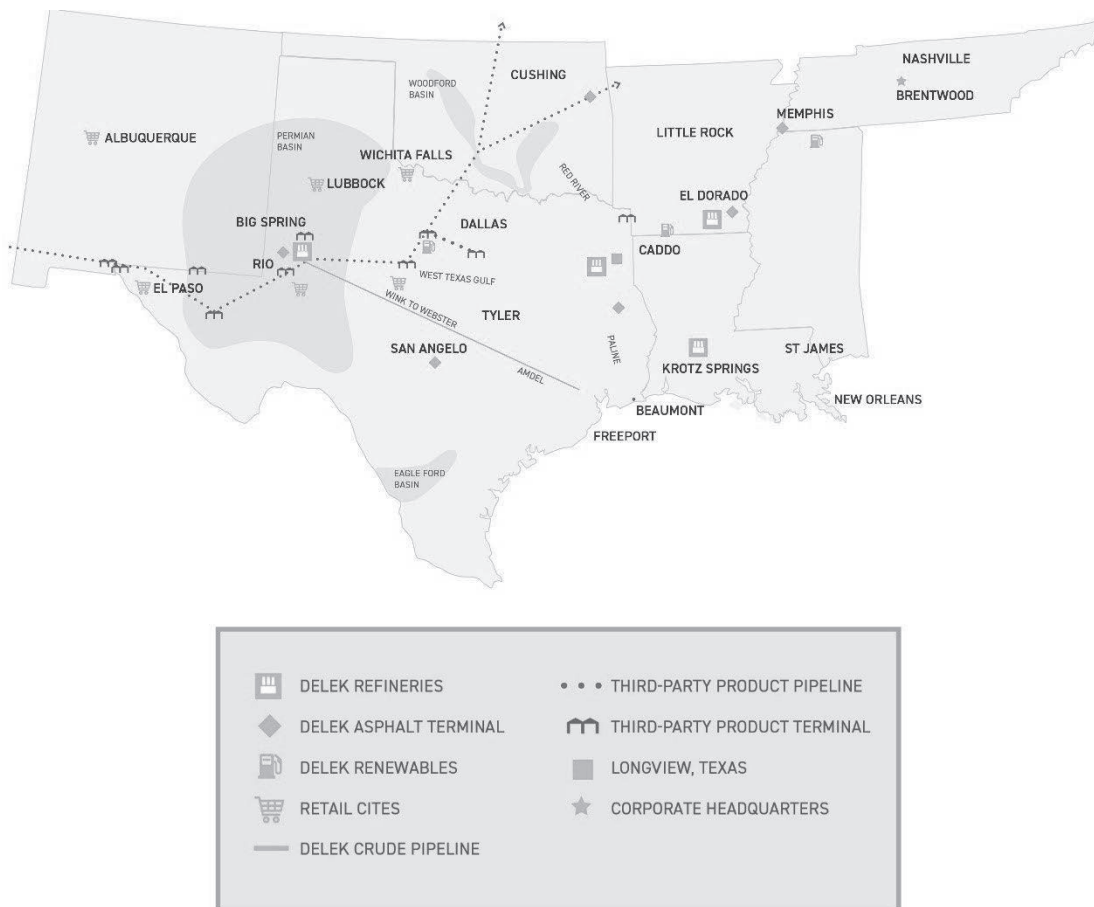 NASHVILLE
CUSHING
WOODFORD
BASIN
BRENTWOOD
MEMPHIS
LITTLE ROCK
ALBUQUERQUE
PERMIAN
BASIN
WICHITA FALLS
LUBBOCK
RED RIVER
EL DORADO
BIG SPRING
DALLAS
CADDO
RIO
WEST TEXAS GULF
EL PASO
WINK TO WEBSTER
TYLER
SAN ANGELO
PALINE
ST JAMES
KROTZ SPRINGS
AMDEL
NEW ORLEANS
BEAUMONT
FREEPORT
EAGLE FORD
BASIN
DELEK REFINERIES
THIRD-PARTY PRODUCT PIPELINE
DELEK ASPHALT TERMINAL
THIRD-PARTY PRODUCT TERMINAL
DELEK RENEWABLES
LONGVIEW, TEXAS
RETAIL CITES
CORPORATE HEADQUARTERS
DELEK CRUDE PIPELINE